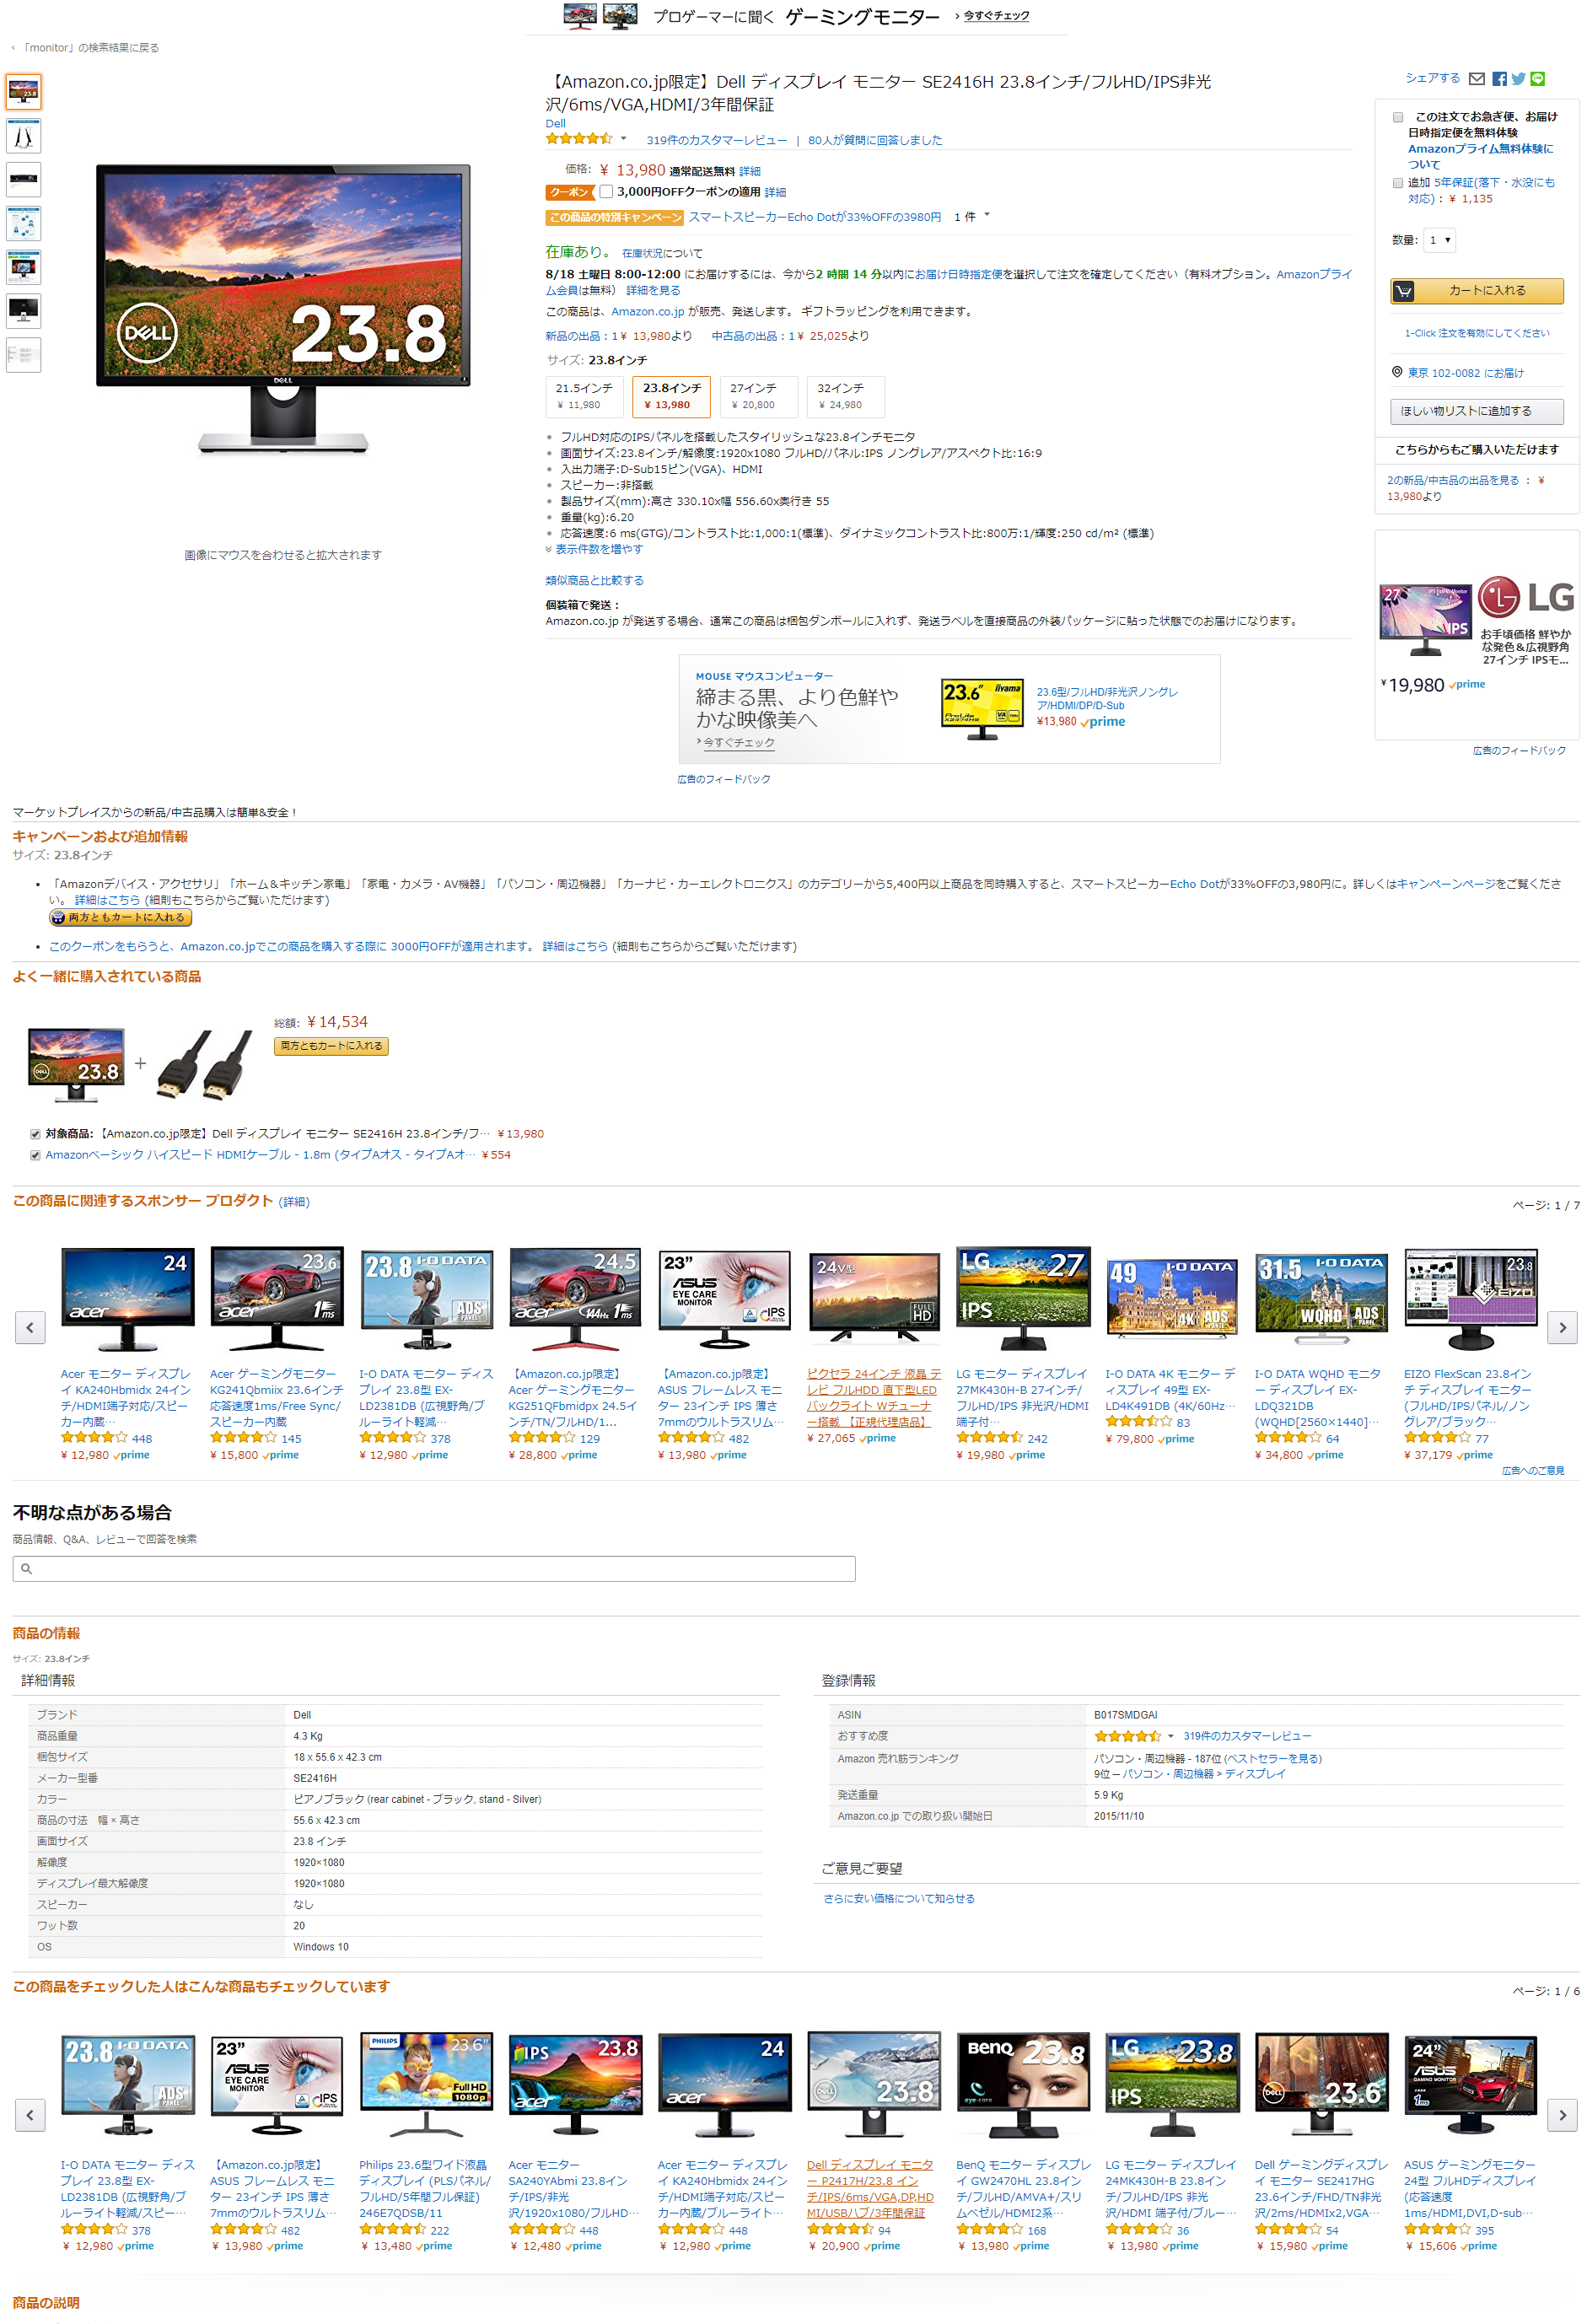 プロゲーマーに聞く ゲーミングモニター › 今すぐチェック
‹ 「monitor」の検索結果に戻る
【Amazon.co.jp限定】Dell ディスプレイ モニター SE2416H 23.8インチ/フルHD/IPS非光
沢/6ms/VGA,HDMI/3年間保証
Dell
319件のカスタマーレビュー | 80人が質問に回答しました
価格: ¥ 13,980 通常配送無料 詳細
クーポン 3,000円OFFクーポンの適用 詳細
この商品の特別キャンペーン スマートスピーカーEcho Dotが33%OFFの3980円 1 件
在庫あり。 在庫状況について
8/18 土曜日 8:00-12:00 にお届けするには、今から2 時間 14 分以内にお届け日時指定便を選択して注文を確定してください（有料オプション。Amazonプライ
ム会員は無料） 詳細を見る
この商品は、Amazon.co.jp が販売、発送します。 ギフトラッピングを利用できます。
新品の出品：1¥ 13,980より 中古品の出品：1¥ 25,025より
サイズ: 23.8インチ
21.5インチ 23.8インチ 27インチ 32インチ
¥ 11,980 ¥ 13,980 ¥ 20,800 ¥ 24,980
フルHD対応のIPSパネルを搭載したスタイリッシュな23.8インチモニタ
画面サイズ:23.8インチ/解像度:1920x1080 フルHD/パネル:IPS ノングレア/アスペクト比:16:9
入出力端子:D-Sub15ピン(VGA)、HDMI
スピーカー:非搭載
製品サイズ(mm):高さ 330.10x幅 556.60x奥行き 55
重量(kg):6.20
応答速度:6 ms(GTG)/コントラスト比:1,000:1(標準)、ダイナミックコントラスト比:800万:1/輝度:250 cd/m² (標準)
表示件数を増やす
類似商品と比較する
個装箱で発送：
Amazon.co.jp が発送する場合、通常この商品は梱包ダンボールに入れず、発送ラベルを直接商品の外装パッケージに貼った状態でのお届けになります。
DELL 23.8
DELL
画像にマウスを合わせると拡大されます
シェアする
この注文でお急ぎ便、お届け
日時指定便を無料体験
Amazonプライム無料体験に
ついて
追加 5年保証(落下・水没にも
対応)：¥ 1,135
数量: 1
カートに入れる
1-Click 注文を有効にしてください
東京 102-0082 にお届け
ほしい物リストに追加する
こちらからもご購入いただけます
2の新品/中古品の出品を見る ： ¥
13,980より
27 IPS LG
お手頃価格 鮮やか
な発色＆広視野角
27インチ IPSモ...
¥19,980 prime
広告のフィードバック
MOUSE マウスコンピューター
締まる黒、より色鮮や
かな映像美へ
› 今すぐチェック
23.6" iiyama
23.6型/フルHD/非光沢ノングレ
ア/HDMI/DP/D-Sub
¥13,980 prime
広告のフィードバック
マーケットプレイスからの新品/中古品購入は簡単&安全！
キャンペーンおよび追加情報
サイズ: 23.8インチ
「Amazonデバイス・アクセサリ」「ホーム＆キッチン家電」「家電・カメラ・AV機器」「パソコン・周辺機器」「カーナビ・カーエレクトロニクス」のカテゴリーから5,400円以上商品を同時購入すると、スマートスピーカーEcho Dotが33%OFFの3,980円に。詳しくはキャンペーンページをご覧くださ
い。 詳細はこちら (細則もこちらからご覧いただけます)
両方ともカートに入れる
このクーポンをもらうと、Amazon.co.jpでこの商品を購入する際に 3000円OFFが適用されます。 詳細はこちら (細則もこちらからご覧いただけます)
よく一緒に購入されている商品
総額: ¥14,534
両方ともカートに入れる
DELL 23.8 +
対象商品: 【Amazon.co.jp限定】Dell ディスプレイ モニター SE2416H 23.8インチ/フ… ¥13,980
Amazonベーシック ハイスピード HDMIケーブル - 1.8m (タイプAオス - タイプAオ… ¥554
この商品に関連するスポンサー プロダクト (詳細)
ページ: 1 / 7
24 acer
23.6 acer 1ms
23.8 I-O DATA ADS PANEL
24.5 acer 144Hz 1ms
23" ASUS EYE CARE MONITOR IPS
24V型 FULL HD
LG 27 IPS
49 I-O DATA 4K ADS PANEL
31.5 I-O DATA WQHD ADS PANEL
23.8 EIZO
Acer モニター ディスプレ
イ KA240Hbmidx 24イン
チ/HDMI端子対応/スピー
カー内蔵…
448
¥ 12,980 prime
Acer ゲーミングモニター
KG241Qbmiix 23.6インチ
応答速度1ms/Free Sync/
スピーカー内蔵
145
¥ 15,800 prime
I-O DATA モニター ディス
プレイ 23.8型 EX-
LD2381DB (広視野角/ブ
ルーライト軽減…
378
¥ 12,980 prime
【Amazon.co.jp限定】
Acer ゲーミングモニター
KG251QFbmidpx 24.5イ
ンチ/TN/フルHD/1…
129
¥ 28,800 prime
【Amazon.co.jp限定】
ASUS フレームレス モニ
ター 23インチ IPS 薄さ
7mmのウルトラスリム…
482
¥ 13,980 prime
ピクセラ 24インチ 液晶 テ
レビ フルHDD 直下型LED
バックライト Wチューナ
ー搭載 【正規代理店品】
¥ 27,065 prime
LG モニター ディスプレイ
27MK430H-B 27インチ/
フルHD/IPS 非光沢/HDMI
端子付…
242
¥ 19,980 prime
I-O DATA 4K モニター デ
ィスプレイ 49型 EX-
LD4K491DB (4K/60Hz…
83
¥ 79,800 prime
I-O DATA WQHD モニタ
ー ディスプレイ EX-
LDQ321DB
(WQHD[2560×1440]…
64
¥ 34,800 prime
EIZO FlexScan 23.8イン
チ ディスプレイ モニター
(フルHD/IPSパネル/ノン
グレア/ブラック…
77
¥ 37,179 prime
広告へのご意見
不明な点がある場合
商品情報、Q&A、レビューで回答を検索
商品の情報
サイズ: 23.8インチ
詳細情報
ブランド Dell
商品重量 4.3 Kg
梱包サイズ 18 x 55.6 x 42.3 cm
メーカー型番 SE2416H
カラー ピアノブラック (rear cabinet - ブラック, stand - Silver)
商品の寸法 幅 × 高さ 55.6 x 42.3 cm
画面サイズ 23.8 インチ
解像度 1920×1080
ディスプレイ最大解像度 1920×1080
スピーカー なし
ワット数 20
OS Windows 10
登録情報
ASIN B017SMDGAI
おすすめ度 319件のカスタマーレビュー
Amazon 売れ筋ランキング パソコン・周辺機器 - 187位 (ベストセラーを見る)
9位 ─ パソコン・周辺機器 > ディスプレイ
発送重量 5.9 Kg
Amazon.co.jp での取り扱い開始日 2015/11/10
ご意見ご要望
さらに安い価格について知らせる
この商品をチェックした人はこんな商品もチェックしています
ページ: 1 / 6
23.8 I-O DATA ADS PANEL
23" ASUS EYE CARE MONITOR IPS
PHILIPS 23.6" Full HD 1080p
IPS 23.8 acer
24 acer
DELL 23.8
BenQ 23.8 eye-care
LG 23.8 IPS
DELL 23.6
24" ASUS GAMING MONITOR 1ms
I-O DATA モニター ディス
プレイ 23.8型 EX-
LD2381DB (広視野角/ブ
ルーライト軽減/スピー…
378
¥ 12,980 prime
【Amazon.co.jp限定】
ASUS フレームレス モニ
ター 23インチ IPS 薄さ
7mmのウルトラスリム…
482
¥ 13,980 prime
Philips 23.6型ワイド液晶
ディスプレイ (PLSパネル/
フルHD/5年間フル保証)
246E7QDSB/11
222
¥ 13,480 prime
Acer モニター
SA240YAbmi 23.8イン
チ/IPS/非光
沢/1920x1080/フルHD…
448
¥ 12,480 prime
Acer モニター ディスプレ
イ KA240Hbmidx 24イン
チ/HDMI端子対応/スピー
カー内蔵/ブルーライト…
448
¥ 12,980 prime
Dell ディスプレイ モニタ
ー P2417H/23.8 イン
チ/IPS/6ms/VGA,DP,HD
MI/USBハブ/3年間保証
94
¥ 20,900 prime
BenQ モニター ディスプレ
イ GW2470HL 23.8イン
チ/フルHD/AMVA+/スリ
ムベゼル/HDMI2系…
168
¥ 13,980 prime
LG モニター ディスプレイ
24MK430H-B 23.8イン
チ/フルHD/IPS 非光
沢/HDMI 端子付/ブルー…
36
¥ 13,980 prime
Dell ゲーミングディスプレ
イ モニター SE2417HG
23.6インチ/FHD/TN非光
沢/2ms/HDMIx2,VGA…
54
¥ 15,980 prime
ASUS ゲーミングモニター
24型 フルHDディスプレイ
(応答速度
1ms/HDMI,DVI,D-sub…
395
¥ 15,606 prime
商品の説明